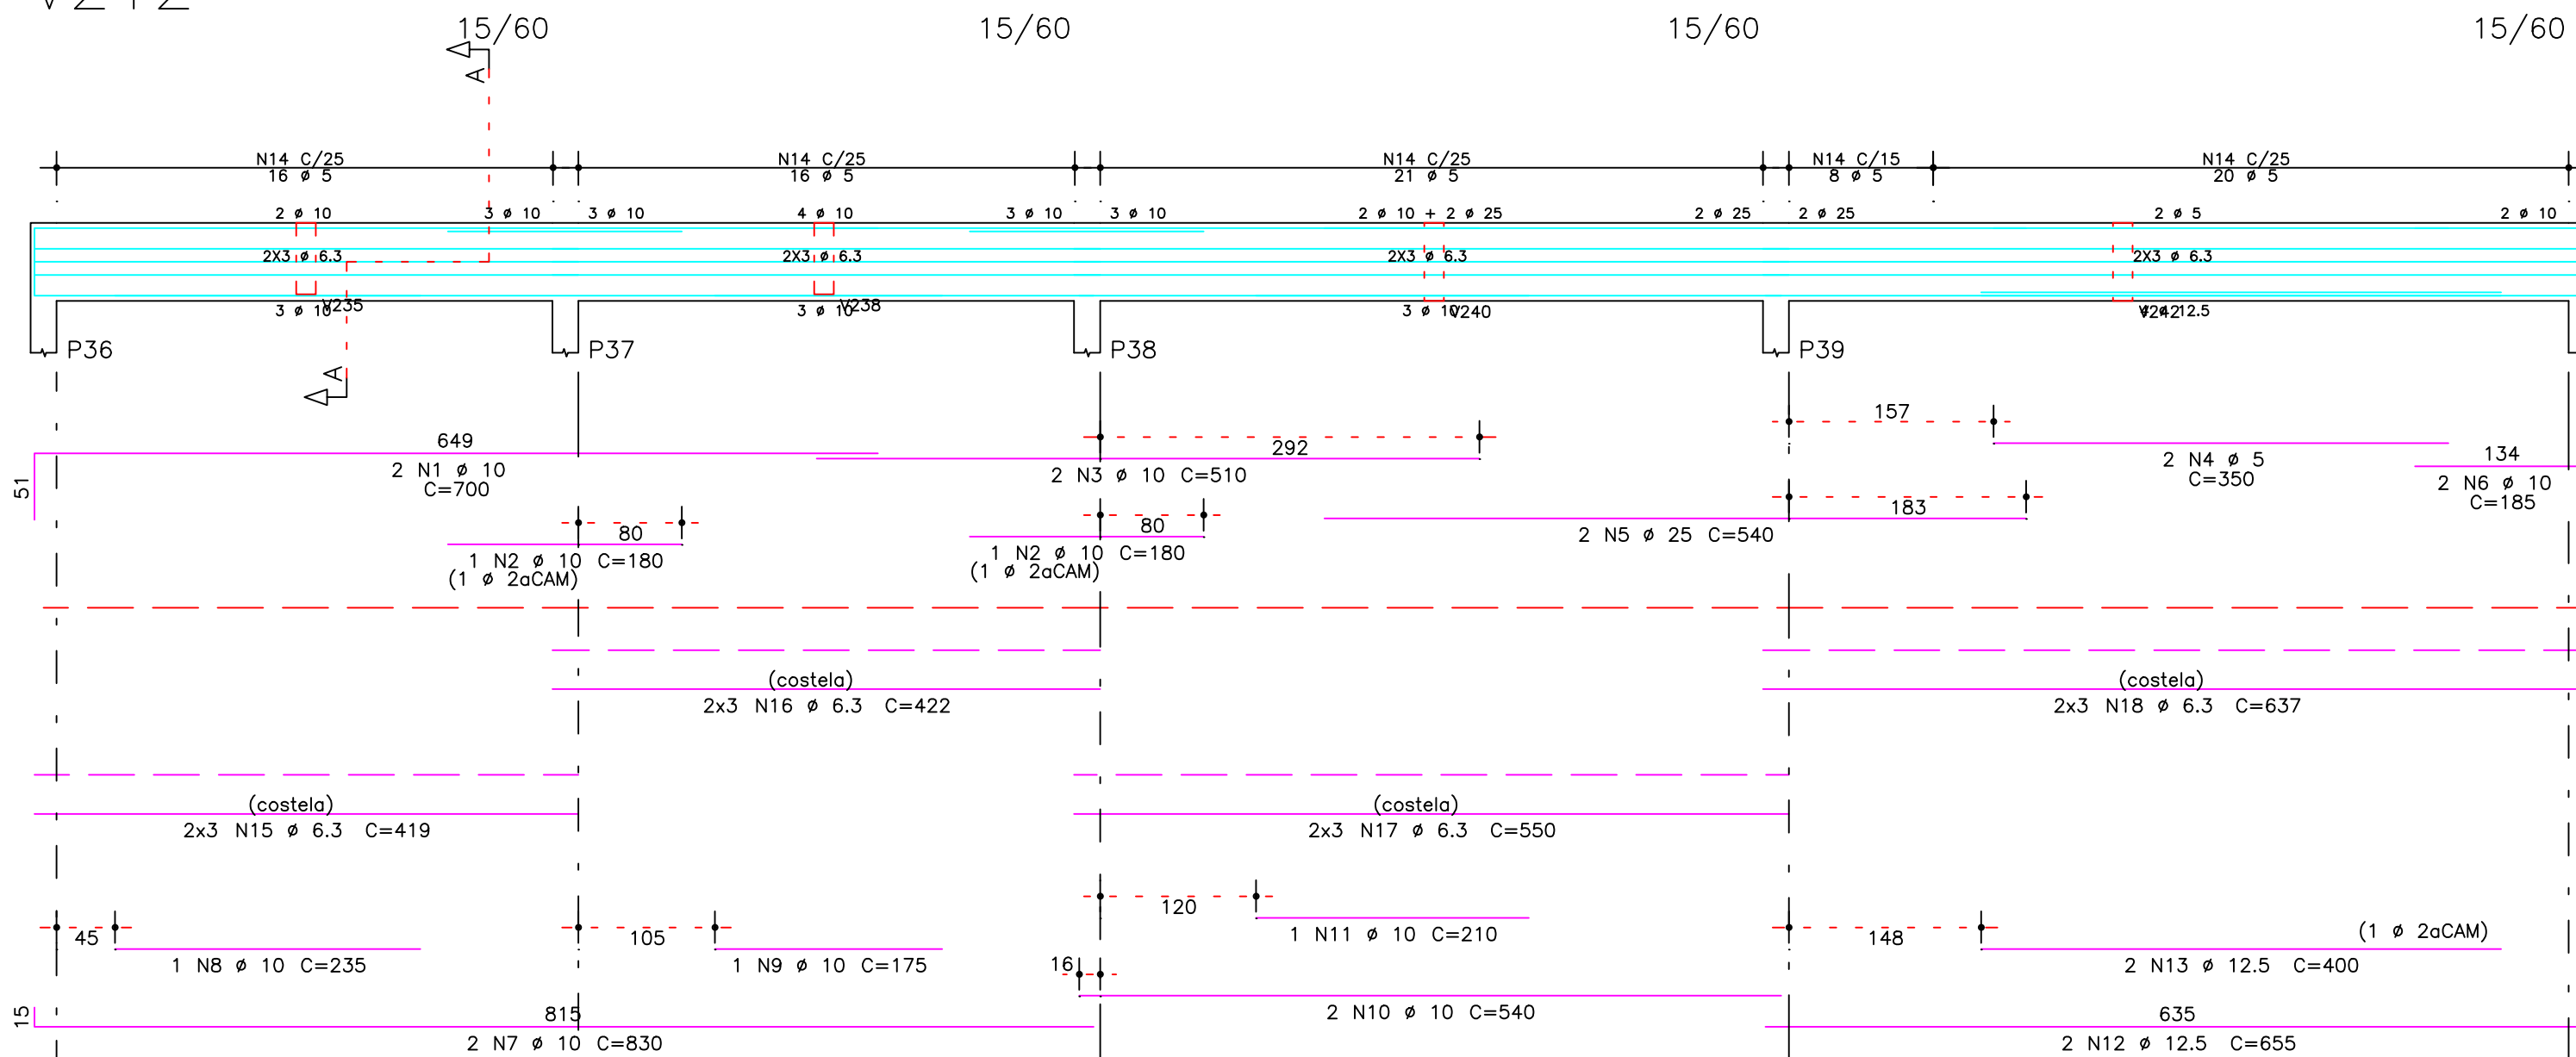 15/60 15/60 15/60 15/60
A
N14 C/25 N14 C/25 N14 C/25 N14 C/15 N14 C/25
16 ø 5 16 ø 5 21 ø 5 8 ø 5 20 ø 5
2 ø 10 3 ø 10 3 ø 10 4 ø 10 3 ø 10 3 ø 10 2 ø 10 + 2 ø 25 2 ø 25 2 ø 25 2 ø 5 2 ø 10
2X3 ø 6.3 2X3 ø 6.3 2X3 ø 6.3 2X3 ø 6.3
V235 V238 V240 V242
3 ø 10 3 ø 10 3 ø 10 4 ø 12.5
P36 P37 P38 P39
A
157
649 292 134
2 N1 ø 10 2 N3 ø 10 C=510 2 N4 ø 5 2 N6 ø 10
C=700 C=350 C=185
51
80 80 183
1 N2 ø 10 C=180 1 N2 ø 10 C=180 2 N5 ø 25 C=540
(1 ø 2aCAM) (1 ø 2aCAM)
(costela) (costela)
2x3 N16 ø 6.3 C=422 2x3 N18 ø 6.3 C=637
(costela) (costela)
2x3 N15 ø 6.3 C=419 2x3 N17 ø 6.3 C=550
120
45 105 148 (1 ø 2aCAM)
1 N11 ø 10 C=210
1 N8 ø 10 C=235 1 N9 ø 10 C=175 16 2 N13 ø 12.5 C=400
15 815 2 N10 ø 10 C=540 635
2 N7 ø 10 C=830 2 N12 ø 12.5 C=655